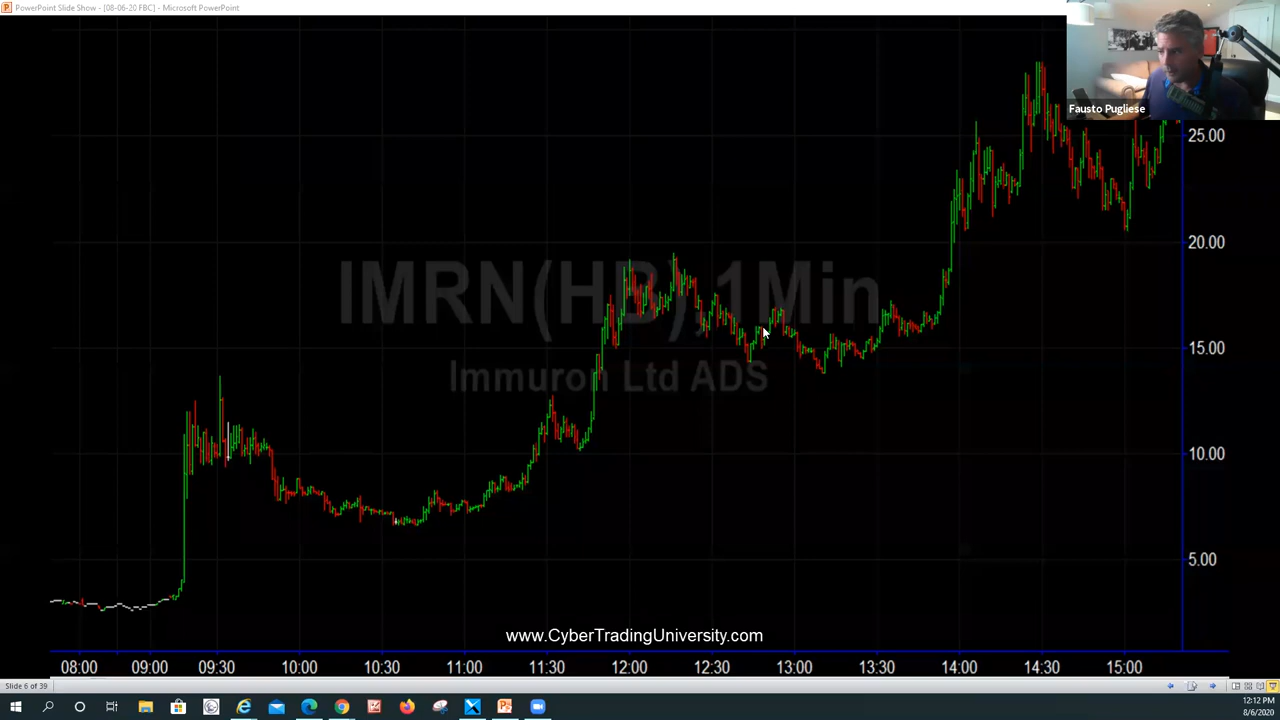 PowerPoint Slide Show - [08-06-20 FBC] - Microsoft PowerPoint
Fausto Pugliese
25.00
20.00
IMRN(HB),1Min
15.00
Immuron Ltd ADS
10.00
5.00
www.CyberTradingUniversity.com
08:00 09:00 09:30 10:00 10:30 11:00 11:30 12:00 12:30 13:00 13:30 14:00 14:30 15:00
Slide 6 of 39
12:12 PM
8/6/2020